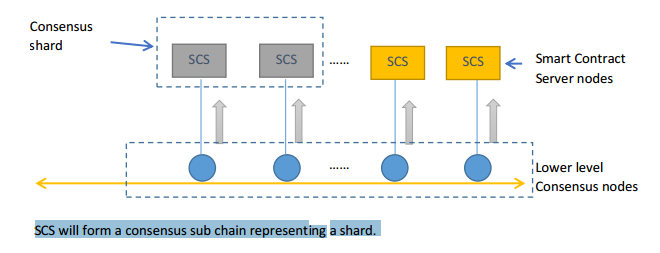 Consensus
shard
SCS
SCS
......
SCS
SCS
Smart Contract
Server nodes
......
Lower level
Consensus nodes
SCS will form a consensus sub chain representing a shard.